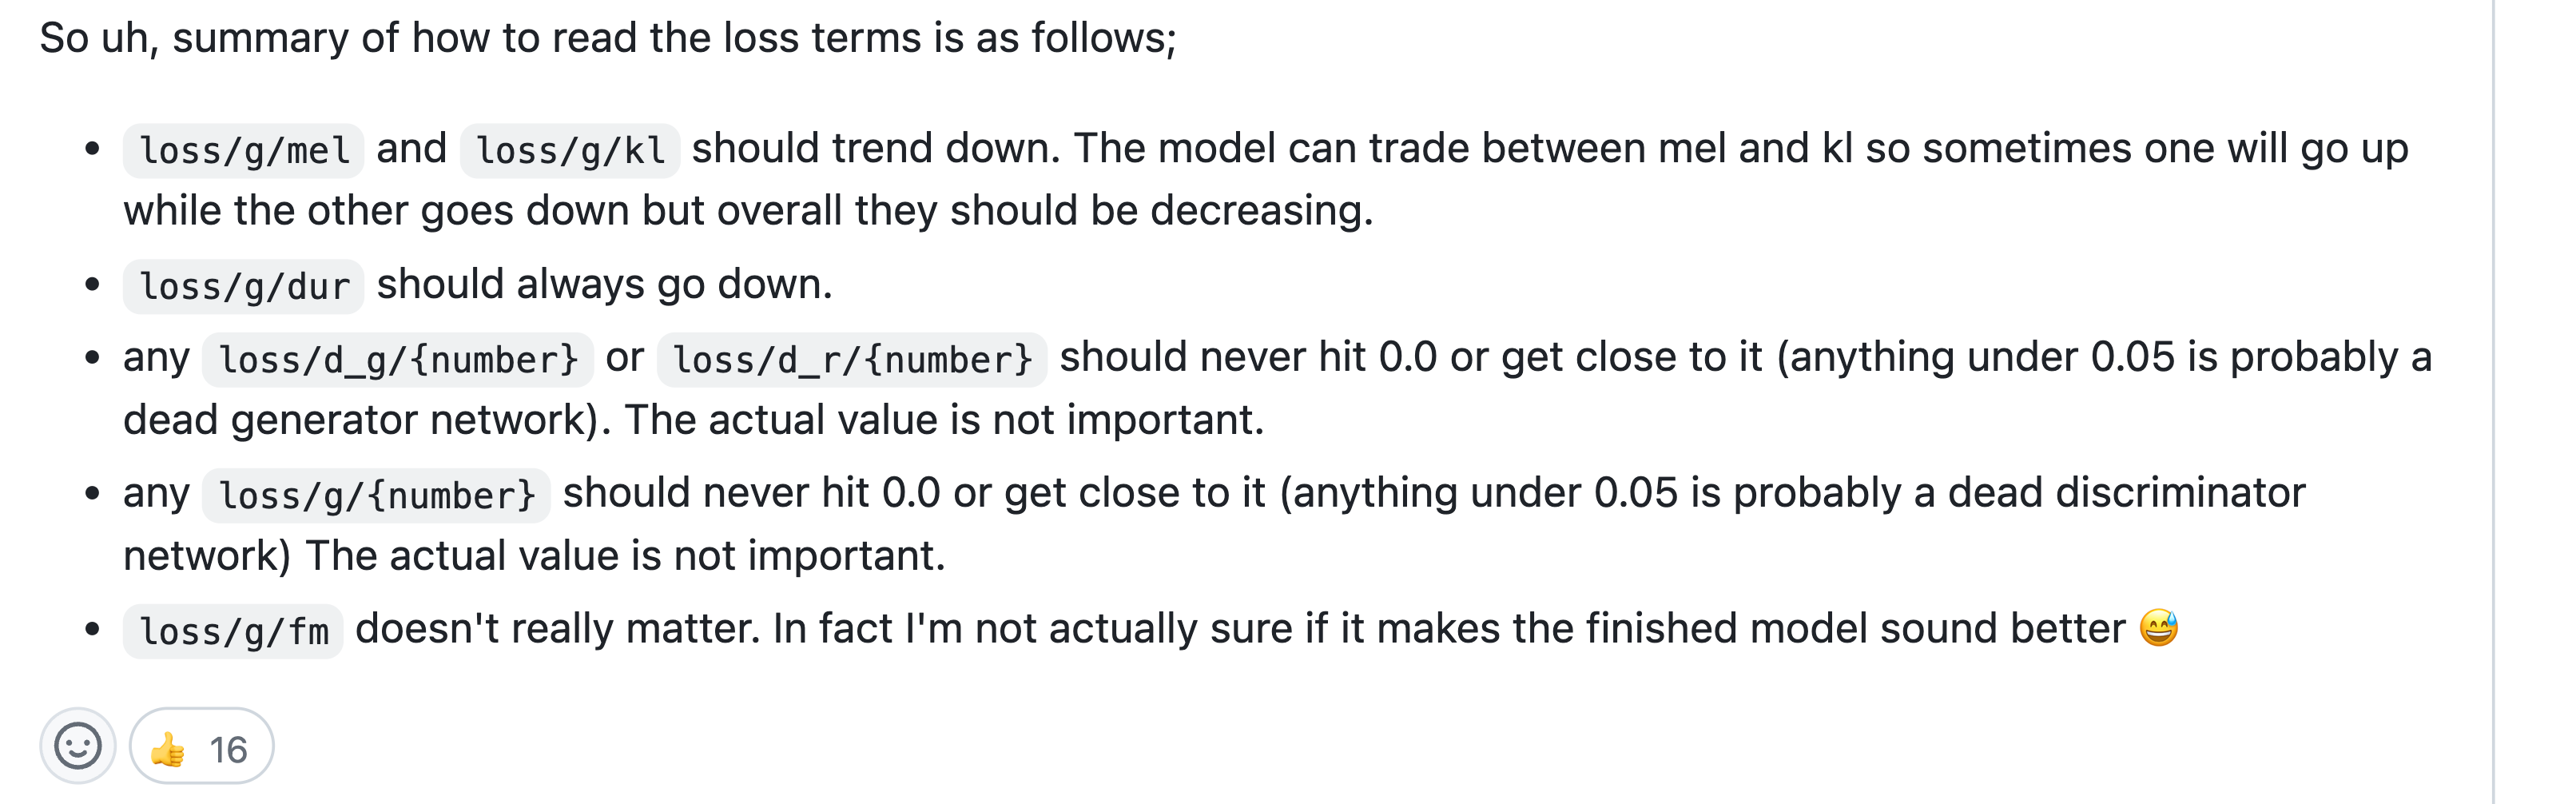 So uh, summary of how to read the loss terms is as follows;
• loss/g/mel and loss/g/kl should trend down. The model can trade between mel and kl so sometimes one will go up
while the other goes down but overall they should be decreasing.
• loss/g/dur should always go down.
• any loss/d_g/{number} or loss/d_r/{number} should never hit 0.0 or get close to it (anything under 0.05 is probably a
dead generator network). The actual value is not important.
• any loss/g/{number} should never hit 0.0 or get close to it (anything under 0.05 is probably a dead discriminator
network) The actual value is not important.
• loss/g/fm doesn't really matter. In fact I'm not actually sure if it makes the finished model sound better 😅
👍 16